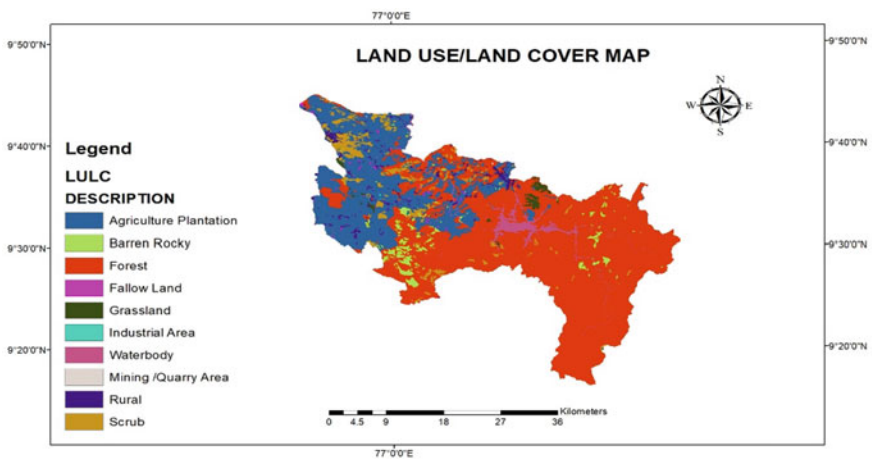 77°0'0"E
LAND USE/LAND COVER MAP
9°50'0"N
9°50'0"N
N
W
E
S
9°40'0"N
9°40'0"N
Legend
LULC
DESCRIPTION
Agriculture Plantation
Barren Rocky
Forest
Fallow Land
Grassland
Industrial Area
Waterbody
Mining /Quarry Area
Rural
Scrub
9°30'0"N
9°30'0"N
9°20'0"N
9°20'0"N
Kilometers
0 4.5 9 18 27 36
77°0'0"E